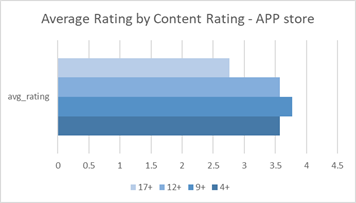 Average Rating by Content Rating - APP store
avg_rating
0 0.5 1 1.5 2 2.5 3 3.5 4 4.5
17+ 12+ 9+ 4+